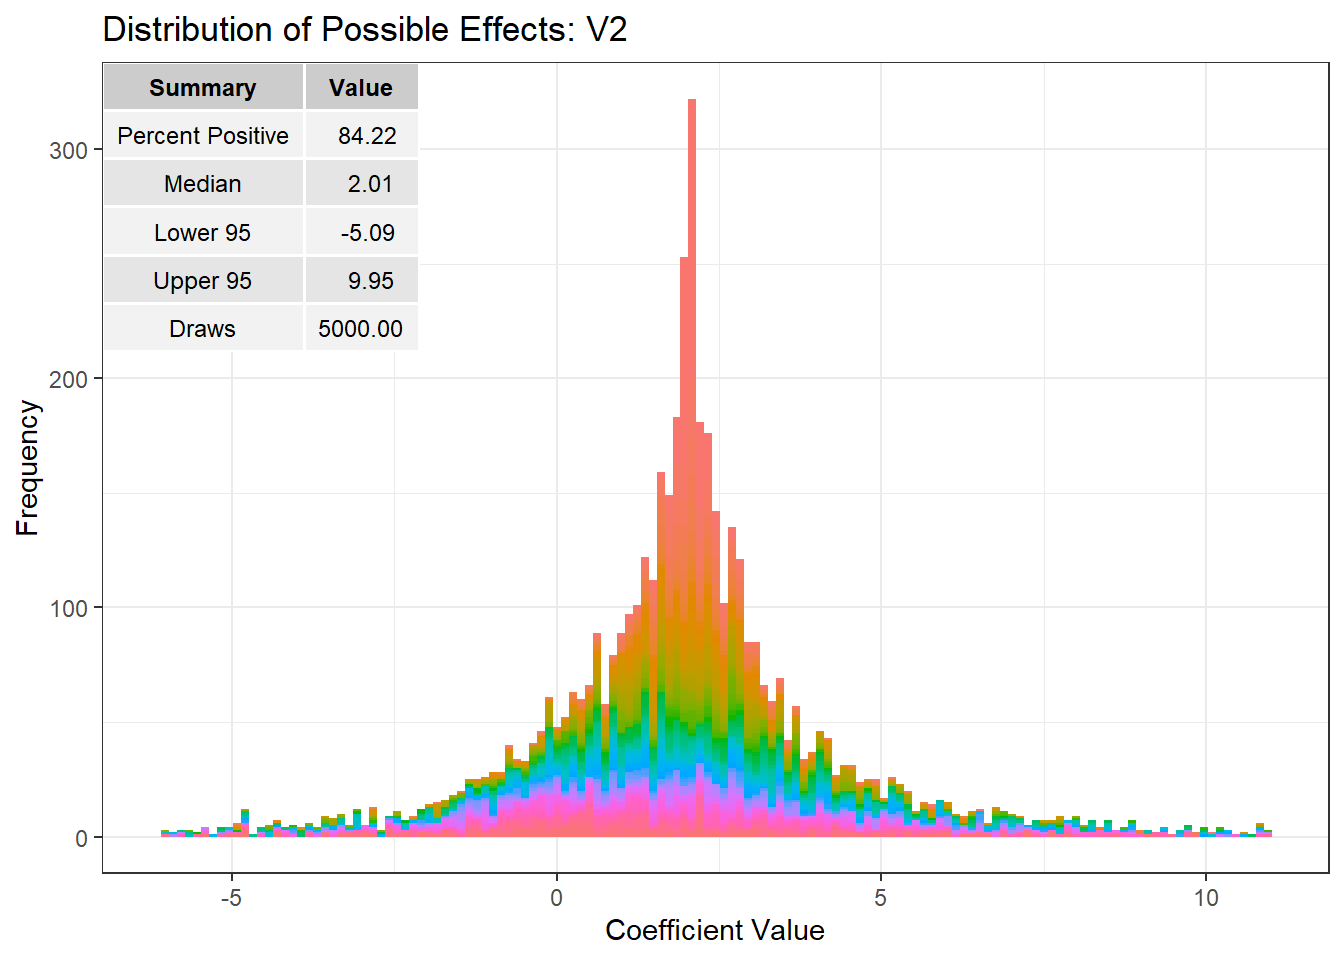 Distribution of Possible Effects: V2
Summary Value
Percent Positive 84.22
Median 2.01
Lower 95 -5.09
Upper 95 9.95
Draws 5000.00
300
200
100
0
Frequency
-5 0 5 10
Coefficient Value